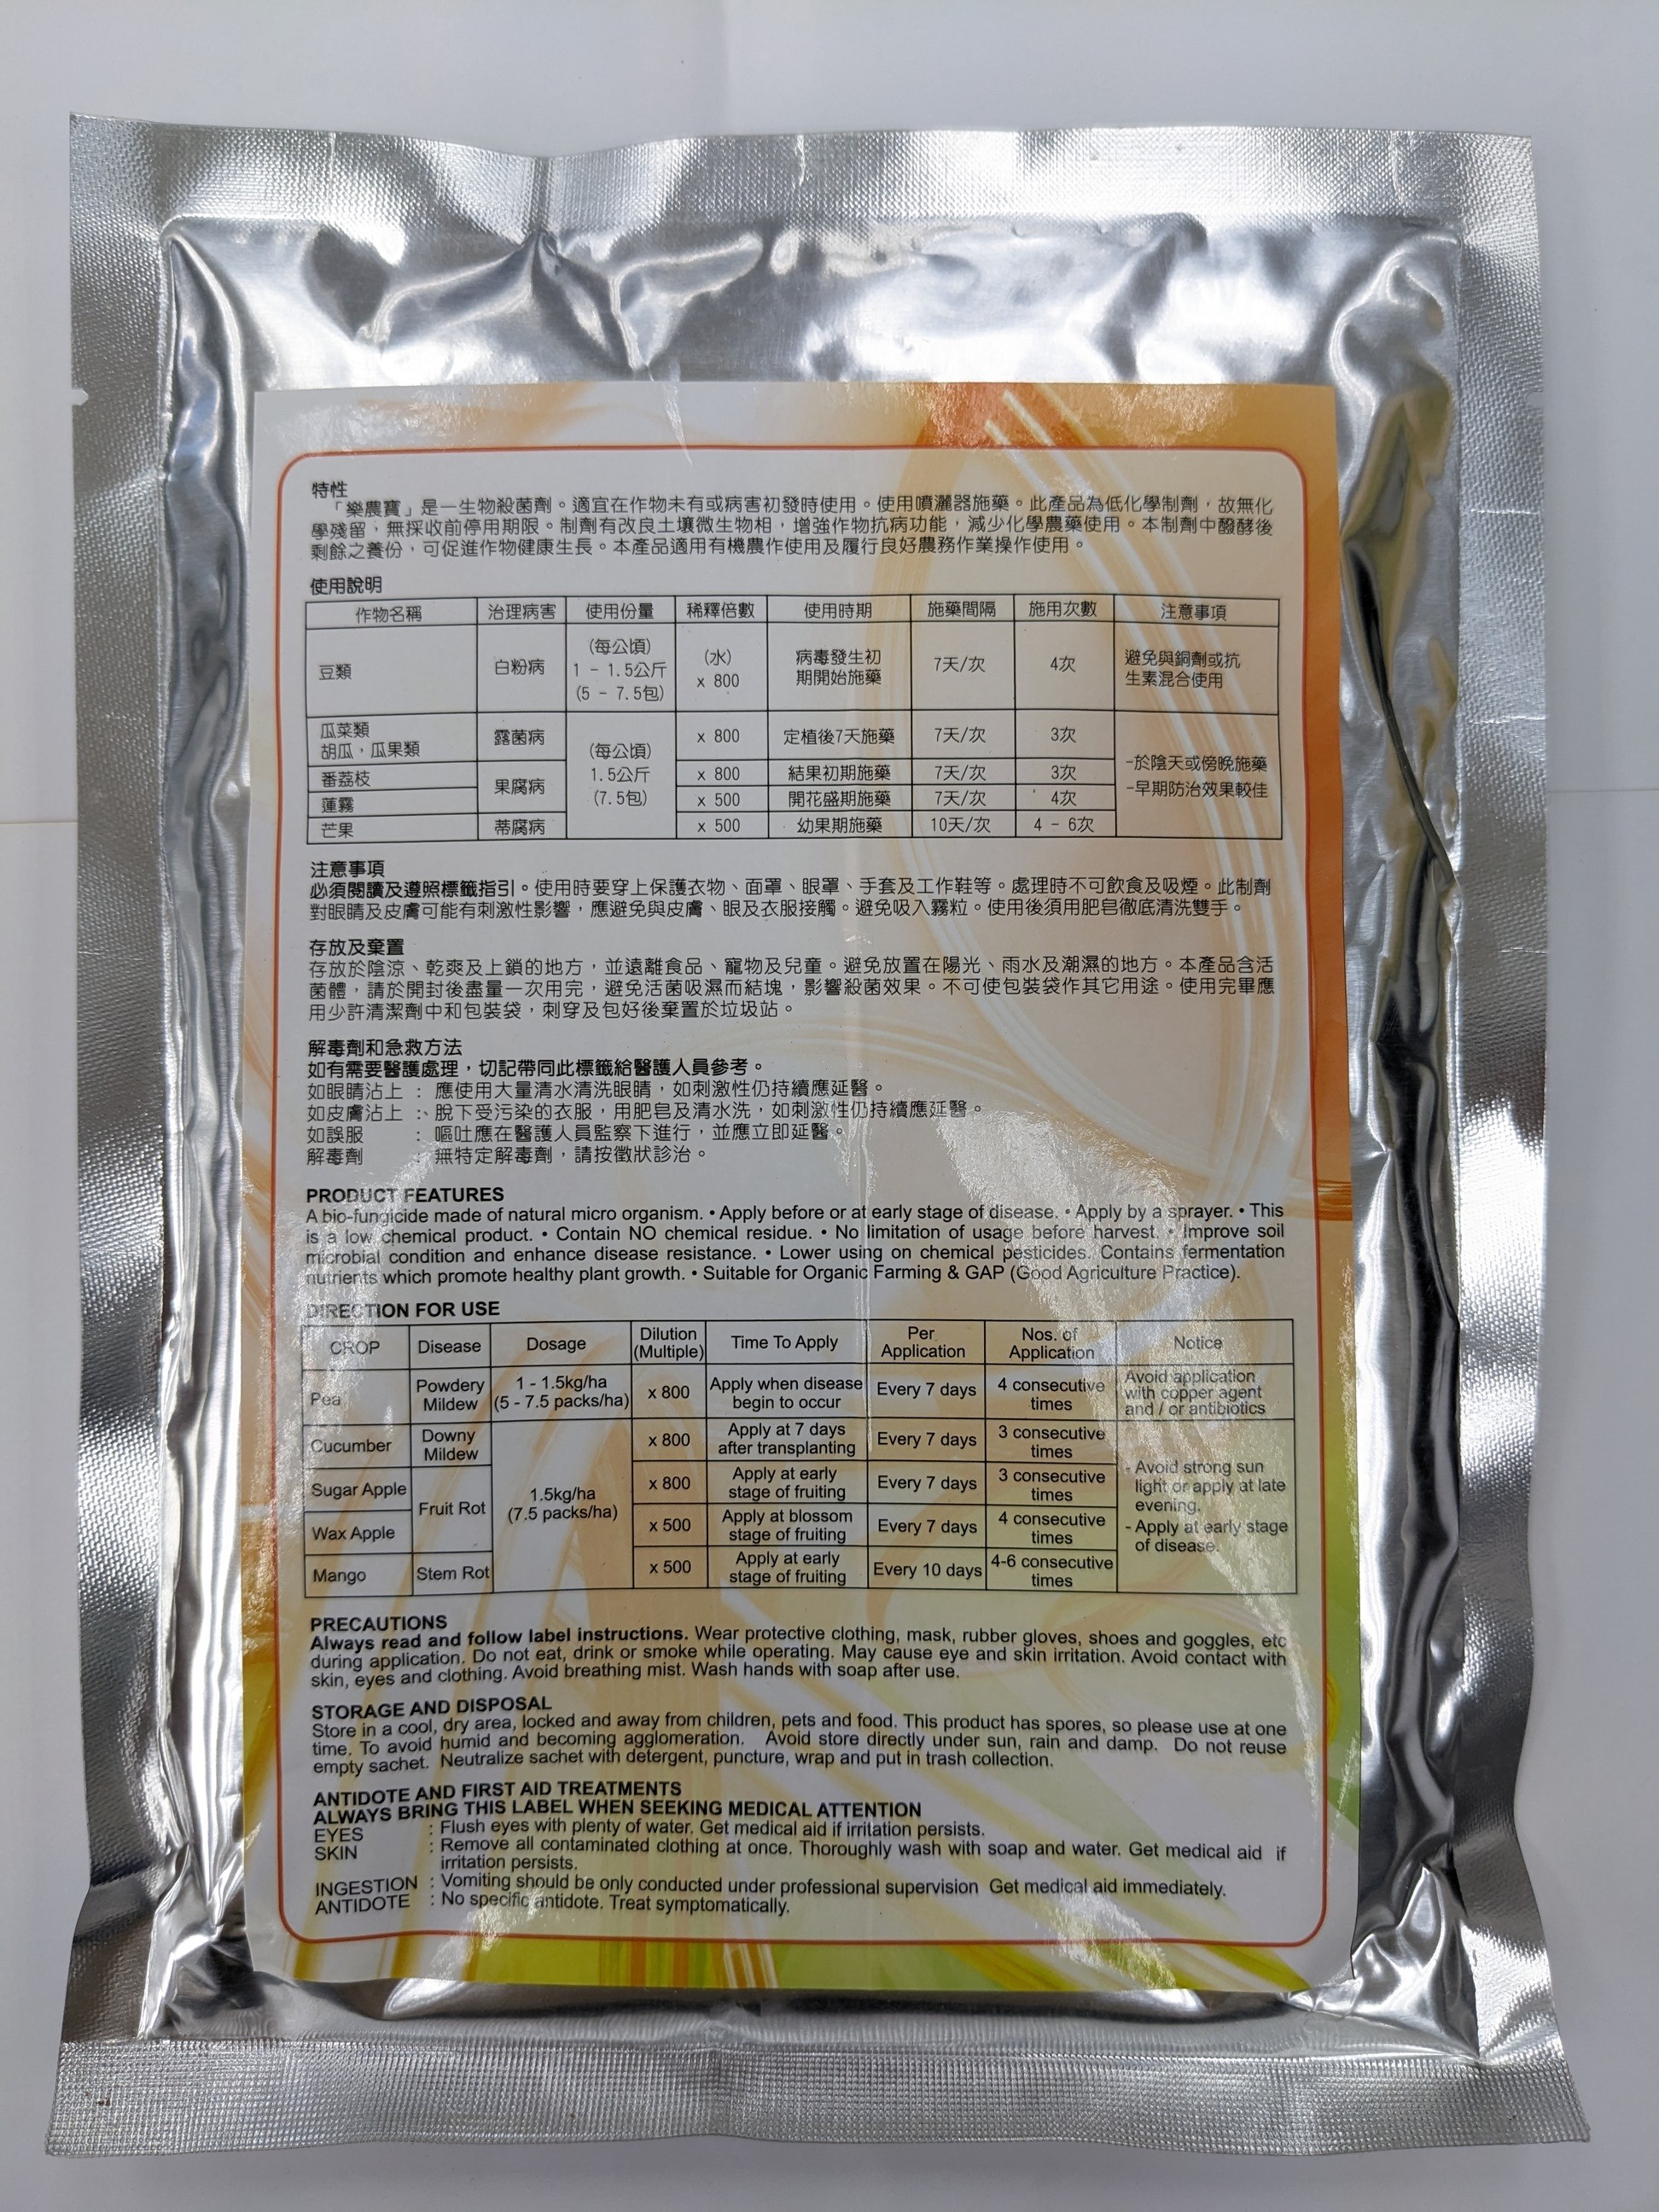 特性
「樂農寶」是一生物殺菌劑。適宜在作物未有或病害初發時使用。使用噴灑器施藥。此產品為低化學制劑，故無化
學殘留，無採收前停用期限。制劑有改良土壤微生物相，增強作物抗病功能，減少化學農藥使用。本制劑中醱酵後
剩餘之養份，可促進作物健康生長。本產品適用有機農作使用及履行良好農務作業操作使用。
使用說明
作物名稱 治理病害 使用份量 稀釋倍數 使用時期 施藥間隔 施用次數 注意事項
豆類 白粉病 (每公頃) 1 - 1.5公斤 (5 - 7.5包) (水) x 800 病毒發生初期開始施藥 7天/次 4次 避免與銅劑或抗生素混合使用
瓜菜類 胡瓜，瓜果類 露菌病 (每公頃) 1.5公斤 (7.5包) x 800 定植後7天施藥 7天/次 3次 -於陰天或傍晚施藥 -早期防治效果較佳
番荔枝 果腐病 x 800 結果初期施藥 7天/次 3次
蓮霧 x 500 開花盛期施藥 7天/次 4次
芒果 蒂腐病 x 500 幼果期施藥 10天/次 4 - 6次
注意事項
必須閱讀及遵照標籤指引。使用時要穿上保護衣物、面罩、眼罩、手套及工作鞋等。處理時不可飲食及吸煙。此制劑
對眼睛及皮膚可能有刺激性影響，應避免與皮膚、眼及衣服接觸。避免吸入霧粒。使用後須用肥皂徹底清洗雙手。
存放及棄置
存放於陰涼、乾爽及上鎖的地方，並遠離食品、寵物及兒童。避免放置在陽光、雨水及潮濕的地方。本產品含活
菌體，請於開封後盡量一次用完，避免活菌吸濕而結塊，影響殺菌效果。不可使包裝袋作其它用途。使用完畢應
用少許清潔劑中和包裝袋，刺穿及包好後棄置於垃圾站。
解毒劑和急救方法
如有需要醫護處理，切記帶同此標籤給醫護人員參考。
如眼睛沾上 : 應使用大量清水清洗眼睛，如刺激性仍持續應延醫。
如皮膚沾上 : 脫下受污染的衣服，用肥皂及清水洗，如刺激性仍持續應延醫。
如誤服 : 嘔吐應在醫護人員監察下進行，並應立即延醫。
解毒劑 : 無特定解毒劑，請按徵狀診治。
PRODUCT FEATURES
A bio-fungicide made of natural micro organism. • Apply before or at early stage of disease. • Apply by a sprayer. • This
is a low chemical product. • Contain NO chemical residue. • No limitation of usage before harvest. • Improve soil
microbial condition and enhance disease resistance. • Lower using on chemical pesticides. Contains fermentation
nutrients which promote healthy plant growth. • Suitable for Organic Farming & GAP (Good Agriculture Practice).
DIRECTION FOR USE
CROP Disease Dosage Dilution (Multiple) Time To Apply Per Application Nos. of Application Notice
Pea Powdery Mildew 1 - 1.5kg/ha (5 - 7.5 packs/ha) x 800 Apply when disease begin to occur Every 7 days 4 consecutive times Avoid application with copper agent and / or antibiotics
Cucumber Downy Mildew 1.5kg/ha (7.5 packs/ha) x 800 Apply at 7 days after transplanting Every 7 days 3 consecutive times - Avoid strong sun light or apply at late evening. - Apply at early stage of disease.
Sugar Apple Fruit Rot x 800 Apply at early stage of fruiting Every 7 days 3 consecutive times
Wax Apple x 500 Apply at blossom stage of fruiting Every 7 days 4 consecutive times
Mango Stem Rot x 500 Apply at early stage of fruiting Every 10 days 4-6 consecutive times
PRECAUTIONS
Always read and follow label instructions. Wear protective clothing, mask, rubber gloves, shoes and goggles, etc
during application. Do not eat, drink or smoke while operating. May cause eye and skin irritation. Avoid contact with
skin, eyes and clothing. Avoid breathing mist. Wash hands with soap after use.
STORAGE AND DISPOSAL
Store in a cool, dry area, locked and away from children, pets and food. This product has spores, so please use at one
time. To avoid humid and becoming agglomeration. Avoid store directly under sun, rain and damp. Do not reuse
empty sachet. Neutralize sachet with detergent, puncture, wrap and put in trash collection.
ANTIDOTE AND FIRST AID TREATMENTS
ALWAYS BRING THIS LABEL WHEN SEEKING MEDICAL ATTENTION
EYES : Flush eyes with plenty of water. Get medical aid if irritation persists.
SKIN : Remove all contaminated clothing at once. Thoroughly wash with soap and water. Get medical aid if
irritation persists.
INGESTION : Vomiting should be only conducted under professional supervision Get medical aid immediately.
ANTIDOTE : No specific antidote. Treat symptomatically.